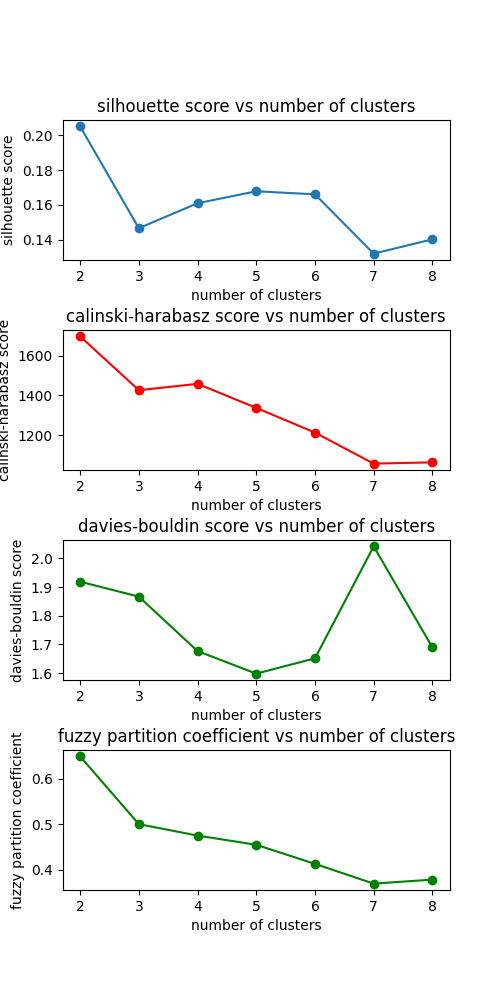 silhouette score vs number of clusters
silhouette score
0.20
0.18
0.16
0.14
2 3 4 5 6 7 8
number of clusters
calinski-harabasz score vs number of clusters
calinski-harabasz score
1600
1400
1200
2 3 4 5 6 7 8
number of clusters
davies-bouldin score vs number of clusters
davies-bouldin score
2.0
1.9
1.8
1.7
1.6
2 3 4 5 6 7 8
number of clusters
fuzzy partition coefficient vs number of clusters
fuzzy partition coefficient
0.6
0.5
0.4
2 3 4 5 6 7 8
number of clusters